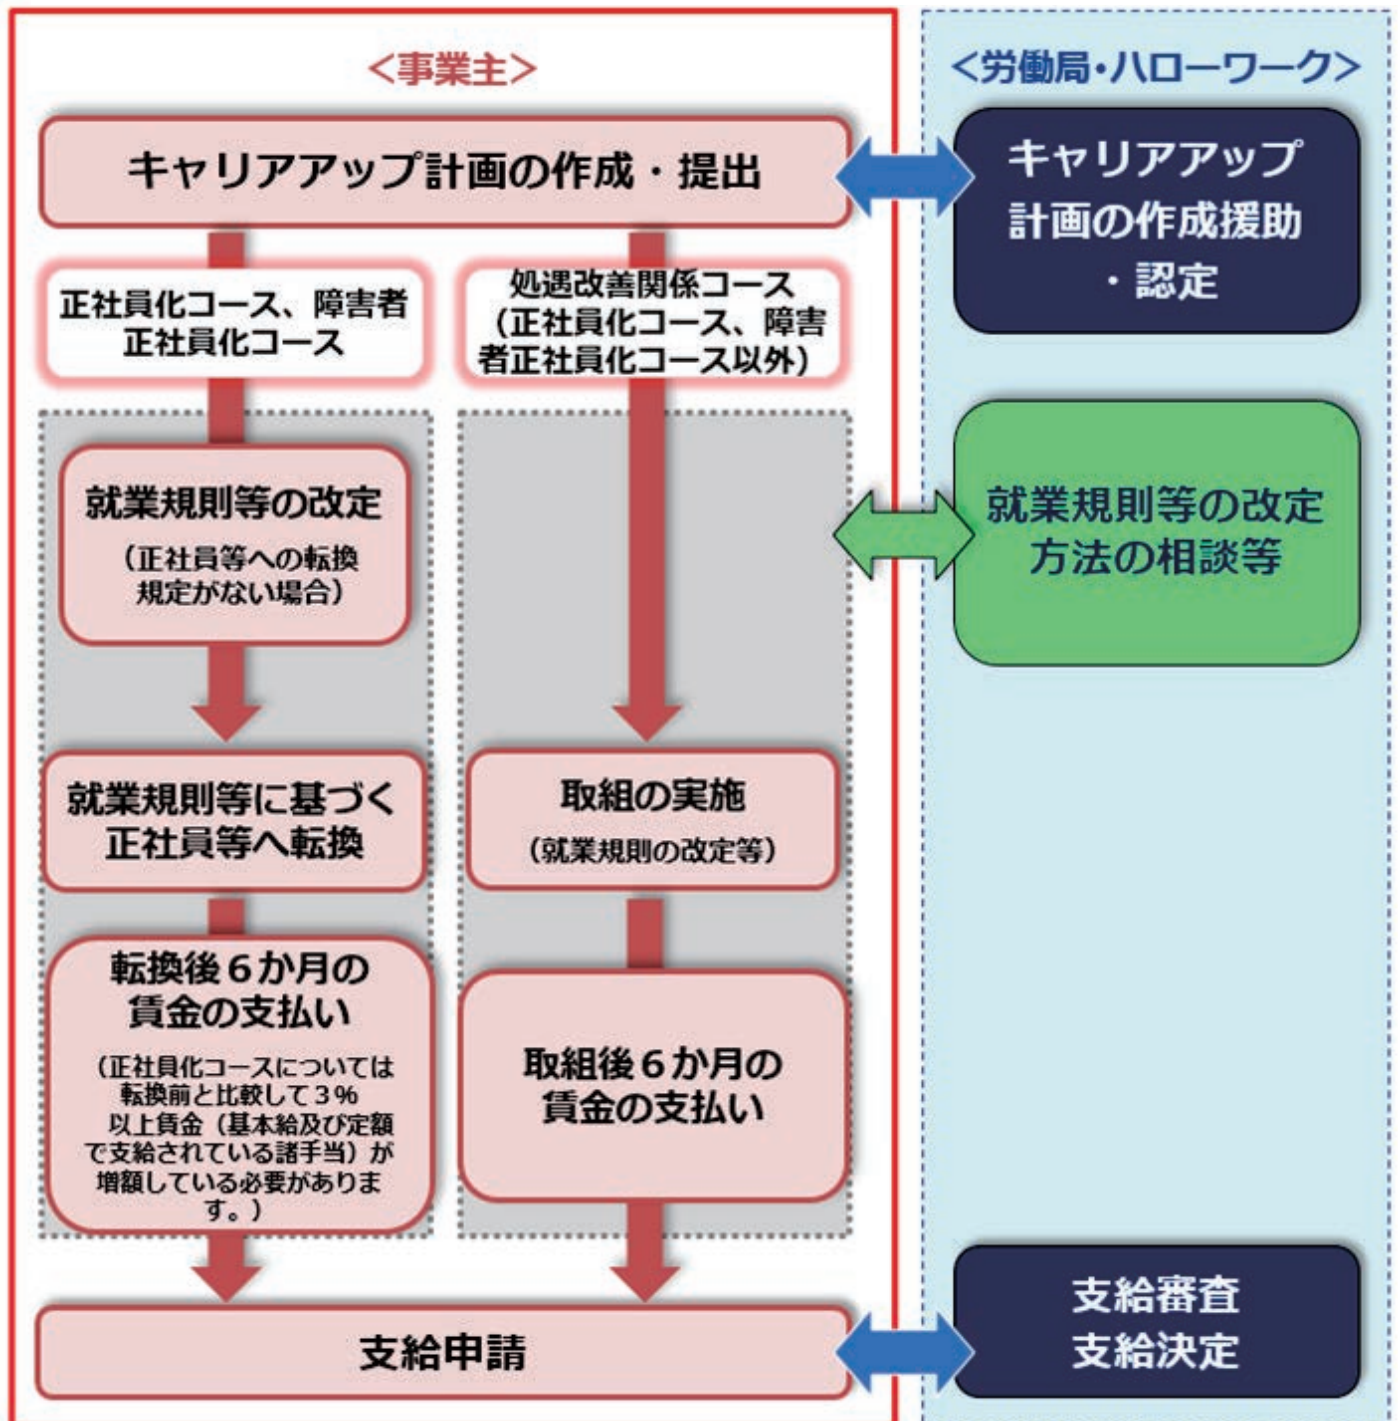 ＜事業主＞
キャリアアップ計画の作成・提出
正社員化コース、障害者
正社員化コース
処遇改善関係コース
（正社員化コース、障害
者正社員化コース以外）
就業規則等の改定
（正社員等への転換
規定がない場合）
就業規則等に基づく
正社員等へ転換
取組の実施
（就業規則の改定等）
転換後６か月の
賃金の支払い
（正社員化コースについては
転換前と比較して３％
以上賃金（基本給及び定額
で支給されている諸手当）が
増額している必要がありま
す。）
取組後６か月の
賃金の支払い
支給申請
＜労働局・ハローワーク＞
キャリアアップ
計画の作成援助
・認定
就業規則等の改定
方法の相談等
支給審査
支給決定